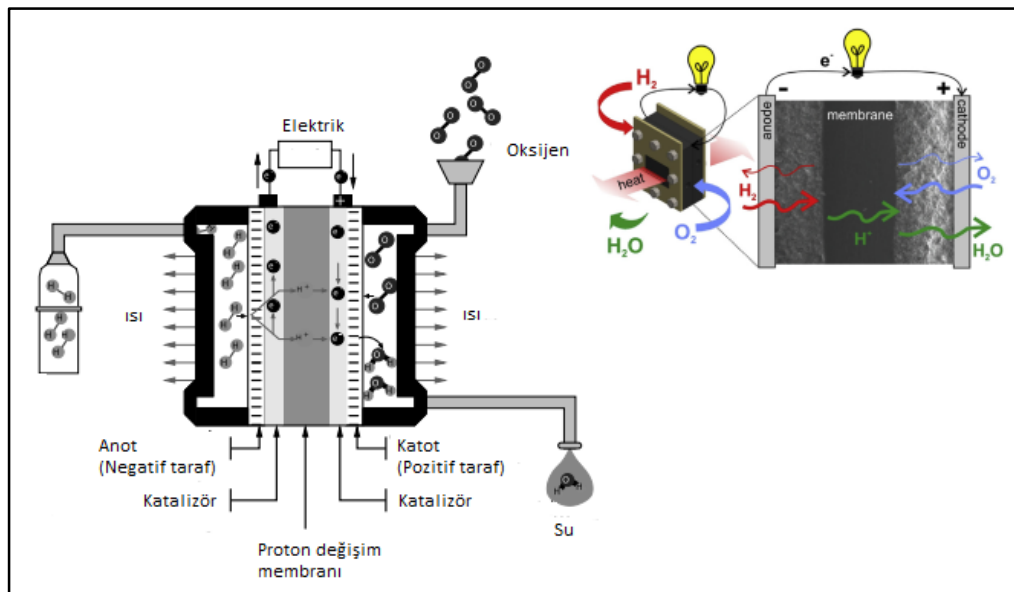 Elektrik
Oksijen
ısı
ısı
Anot
(Negatif taraf)
Katalizör
Katot
(Pozitif taraf)
Katalizör
Proton değişim
membranı
Su
O
O
O
O
O
O
O
H
H
H
H
H
H
e
e
e
e
e
e
H+
H+
+
H2
heat
H2O
O2
e-
-
+
anode
membrane
cathode
H2
H+
O2
H2O